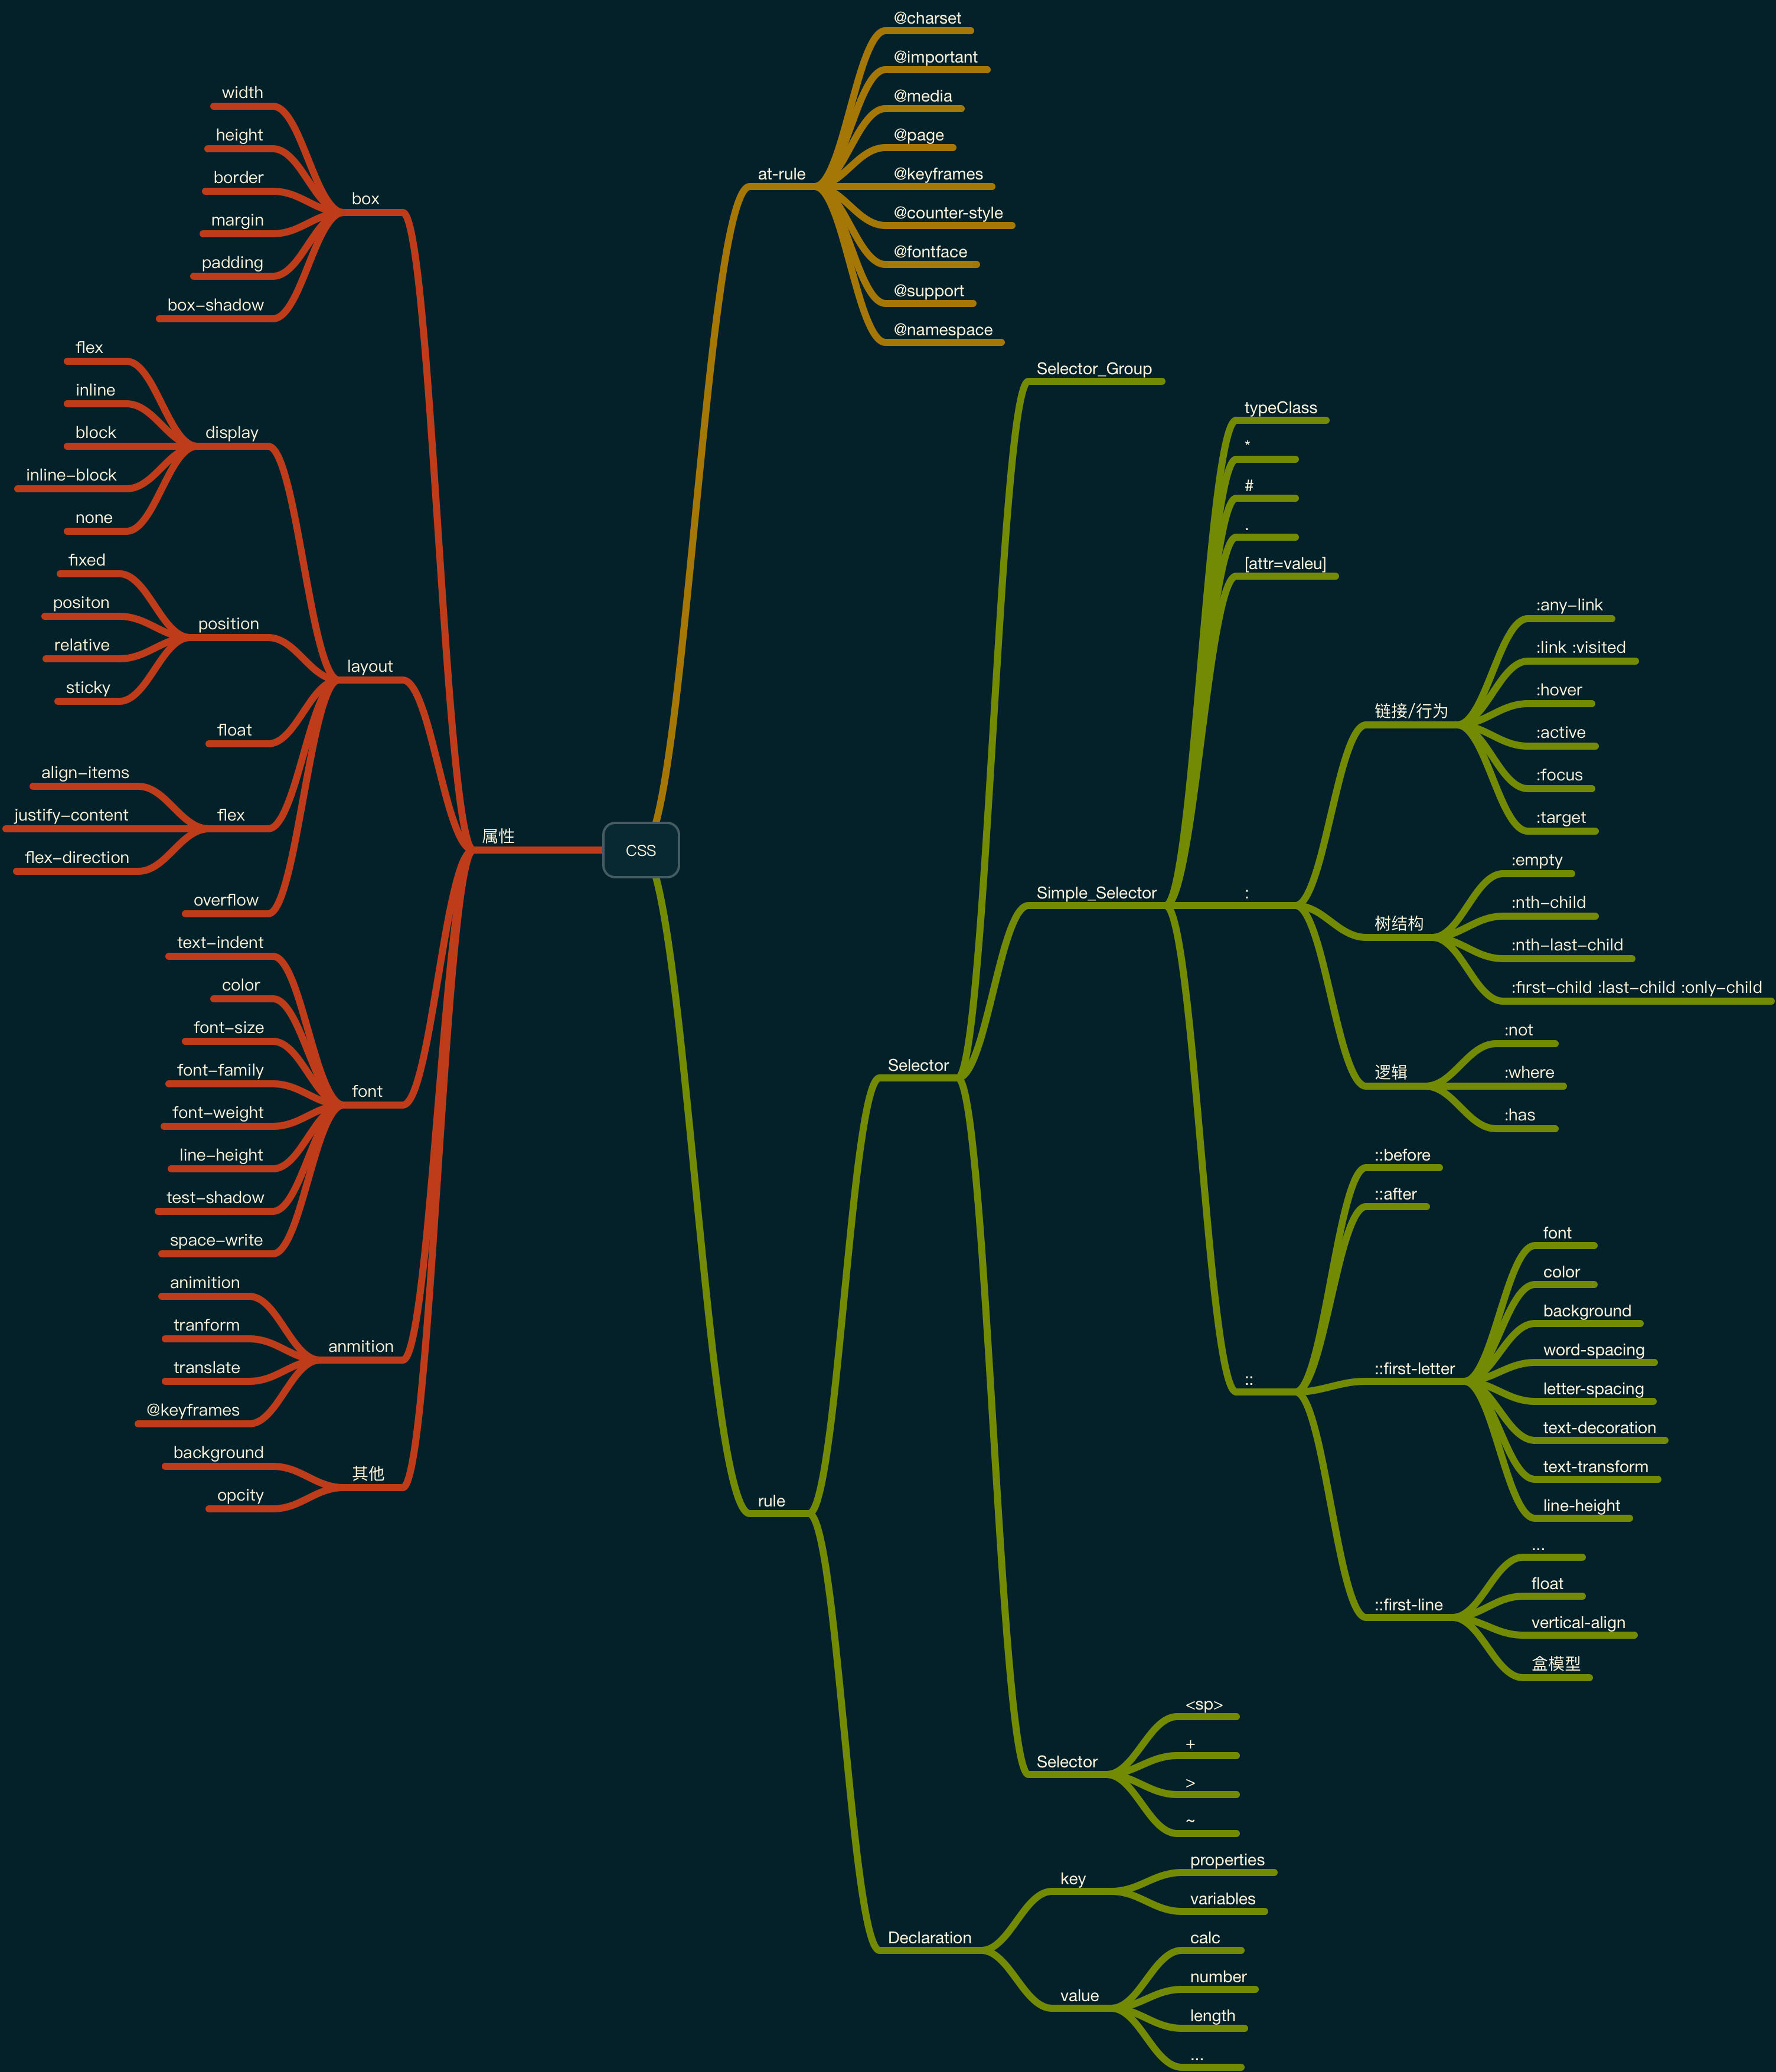 CSS
at-rule
@charset
@important
@media
@page
@keyframes
@counter-style
@fontface
@support
@namespace
rule
Selector
Selector_Group
Simple_Selector
typeClass
*
#
.
[attr=valeu]
:
链接/行为
:any-link
:link :visited
:hover
:active
:focus
:target
树结构
:empty
:nth-child
:nth-last-child
:first-child :last-child :only-child
逻辑
:not
:where
:has
::
::before
::after
::first-letter
font
color
background
word-spacing
letter-spacing
text-decoration
text-transform
line-height
::first-line
...
float
vertical-align
盒模型
Selector
<sp>
+
>
~
Declaration
key
properties
variables
value
calc
number
length
...
属性
box
width
height
border
margin
padding
box-shadow
layout
display
flex
inline
block
inline-block
none
position
fixed
positon
relative
sticky
float
flex
align-items
justify-content
flex-direction
overflow
font
text-indent
color
font-size
font-family
font-weight
line-height
test-shadow
space-write
anmition
animition
tranform
translate
@keyframes
其他
background
opcity